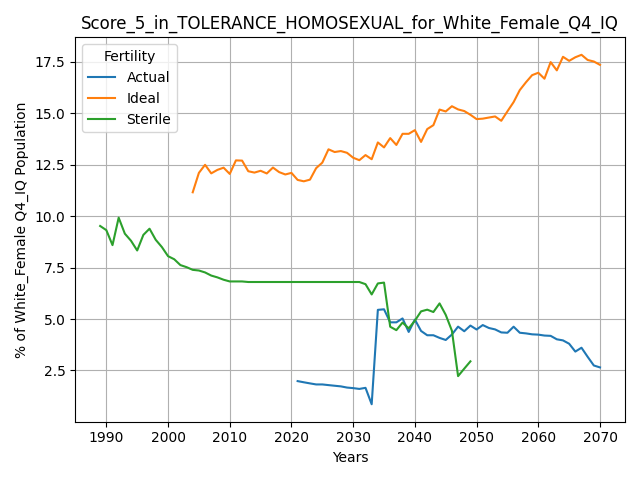 Score_5_in_TOLERANCE_HOMOSEXUAL_for_White_Female_Q4_IQ
Fertility
Actual
Ideal
Sterile
% of White_Female Q4_IQ Population
17.5
15.0
12.5
10.0
7.5
5.0
2.5
1990 2000 2010 2020 2030 2040 2050 2060 2070
Years